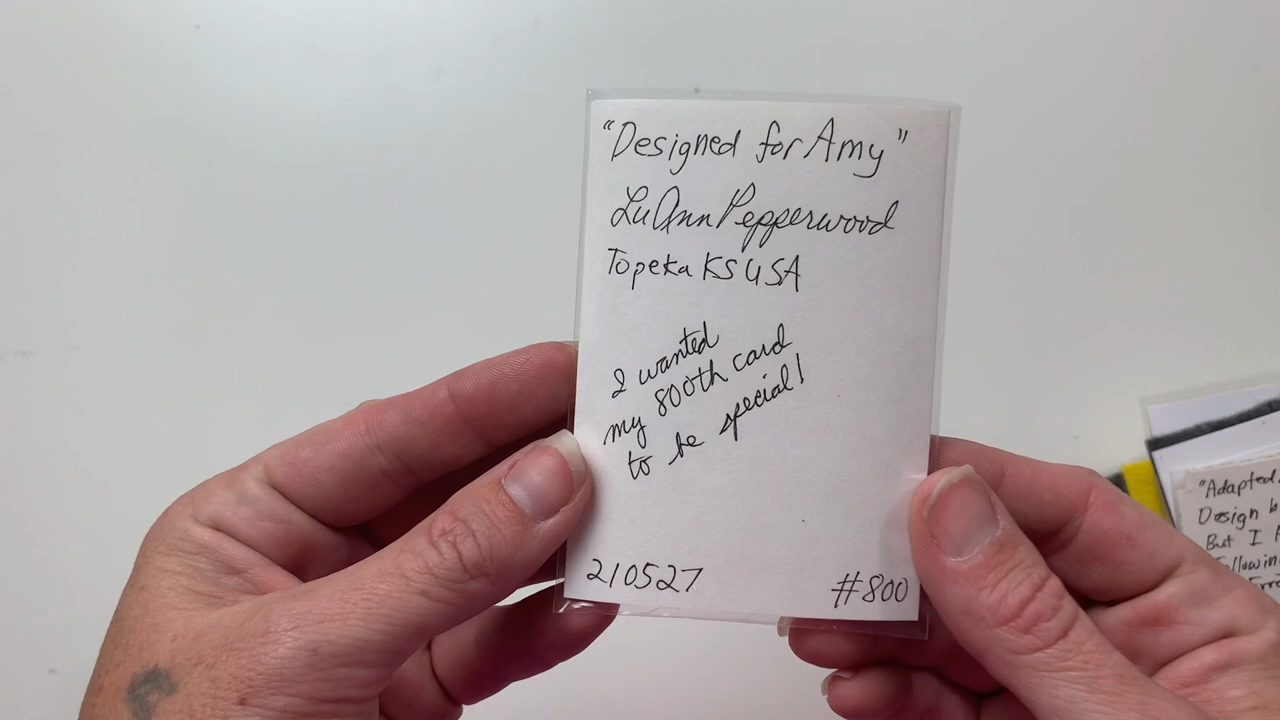 "Designed for Amy"
LuAnn Pepperwood
Topeka KS USA
I wanted
my 800th card
to be special!
210527
#800
"Adapted
Design b
But I
Followin